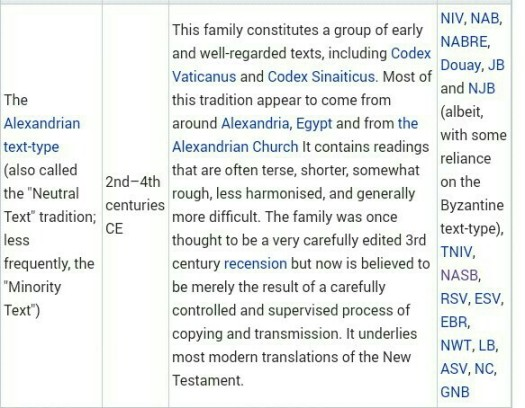 The
Alexandrian
text-type
(also called
the "Neutral
Text" tradition;
less
frequently, the
"Minority
Text")
2nd–4th
centuries
CE
This family constitutes a group of early
and well-regarded texts, including Codex
Vaticanus and Codex Sinaiticus. Most of
this tradition appear to come from
around Alexandria, Egypt and from the
Alexandrian Church It contains readings
that are often terse, shorter, somewhat
rough, less harmonised, and generally
more difficult. The family was once
thought to be a very carefully edited 3rd
century recension but now is believed to
be merely the result of a carefully
controlled and supervised process of
copying and transmission. It underlies
most modern translations of the New
Testament.
NIV, NAB,
NABRE,
Douay, JB
and NJB
(albeit,
with some
reliance
on the
Byzantine
text-type),
TNIV,
NASB,
RSV, ESV,
EBR,
NWT, LB,
ASV, NC,
GNB